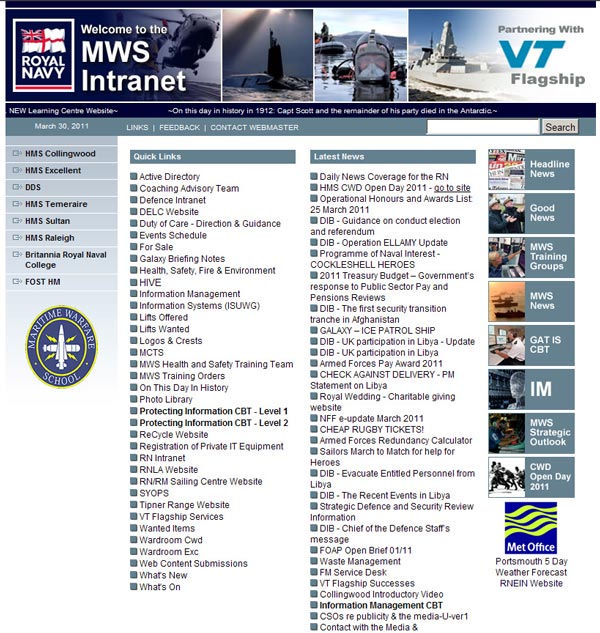 ROYAL
NAVY
Welcome to the
MWS
Intranet
Partnering With
VT
Flagship
NEW Learning Centre Website~
~On this day in history in 1912: Capt Scott and the remainder of his party died in the Antarctic.~
March 30, 2011
LINKS | FEEDBACK | CONTACT WEBMASTER
Search
HMS Collingwood
HMS Excellent
DDS
HMS Temeraire
HMS Sultan
HMS Raleigh
Britannia Royal Naval
College
FOST HM
MARITIME WARFARE
SCHOOL
Quick Links
Active Directory
Coaching Advisory Team
Defence Intranet
DELC Website
Duty of Care - Direction & Guidance
Events Schedule
For Sale
Galaxy Briefing Notes
Health, Safety, Fire & Environment
HIVE
Information Management
Information Systems (ISUWG)
Lifts Offered
Lifts Wanted
Logos & Crests
MCTS
MWS Health and Safety Training Team
MWS Training Orders
On This Day In History
Photo Library
Protecting Information CBT - Level 1
Protecting Information CBT - Level 2
ReCycle Website
Registration of Private IT Equipment
RN Intranet
RNLA Website
RN/RM Sailing Centre Website
SYOPS
Tipner Range Website
VT Flagship Services
Wanted Items
Wardroom Cwd
Wardroom Exc
Web Content Submissions
What's New
What's On
Latest News
Daily News Coverage for the RN
HMS CWD Open Day 2011 - go to site
Operational Honours and Awards List:
25 March 2011
DIB - Guidance on conduct election
and referendum
DIB - Operation ELLAMY Update
Programme of Naval Interest -
COCKLESHELL HEROES
2011 Treasury Budget – Government's
response to Public Sector Pay and
Pensions Reviews
DIB - The first security transition
tranche in Afghanistan
GALAXY – ICE PATROL SHIP
DIB - UK participation in Libya - Update
DIB - UK participation in Libya
Armed Forces Pay Award 2011
CHECK AGAINST DELIVERY - PM
Statement on Libya
Royal Wedding - Charitable giving
website
NFF e-update March 2011
CHEAP RUGBY TICKETS!
Armed Forces Redundancy Calculator
Sailors March to Match for help for
Heroes
DIB - Evacuate Entitled Personnel from
Libya
DIB - The Recent Events in Libya
Strategic Defence and Security Review
Information
DIB - Chief of the Defence Staff's
message
FOAP Open Brief 01/11
Waste Management
FM Service Desk
VT Flagship Successes
Collingwood Introductory Video
Information Management CBT
CSOs re publicity & the media-U-ver1
Contact with the Media &
Headline
News
Good
News
MWS
Training
Groups
MWS
News
GAT IS
CBT
IM
MWS
Strategic
Outlook
CWD
Open Day
2011
Met Office
Portsmouth 5 Day
Weather Forecast
RNEIN Website